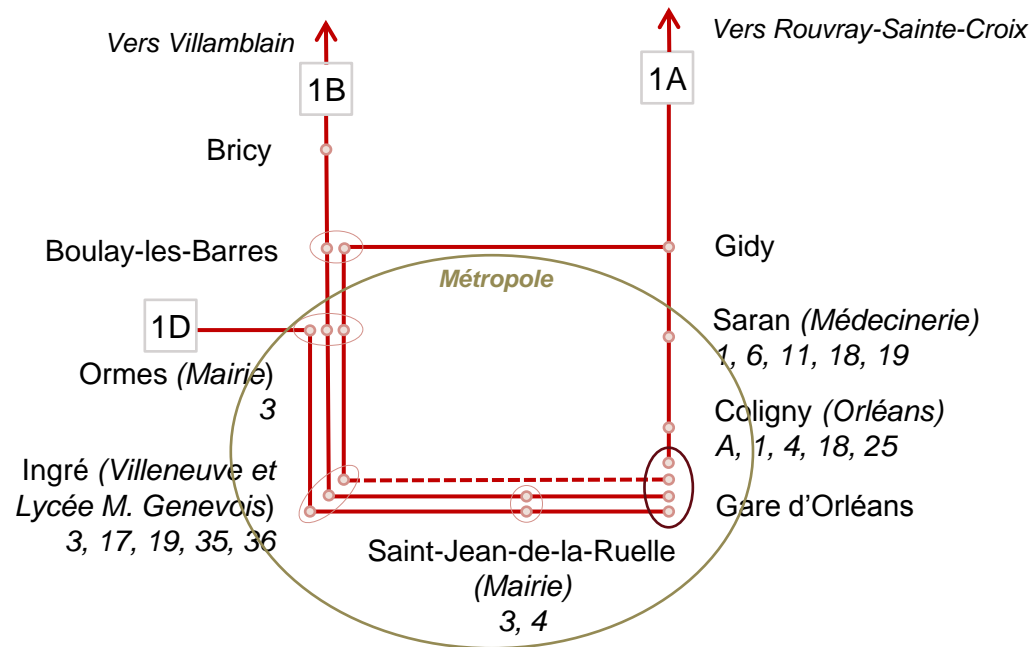 Vers Villamblain
Vers Rouvray-Sainte-Croix
1B
1A
Bricy
Boulay-les-Barres
Gidy
Métropole
1D
Ormes (Mairie)
3
Saran (Médecinerie)
1, 6, 11, 18, 19
Coligny (Orléans)
A, 1, 4, 18, 25
Ingré (Villeneuve et
Lycée M. Genevois)
3, 17, 19, 35, 36
Gare d’Orléans
Saint-Jean-de-la-Ruelle
(Mairie)
3, 4